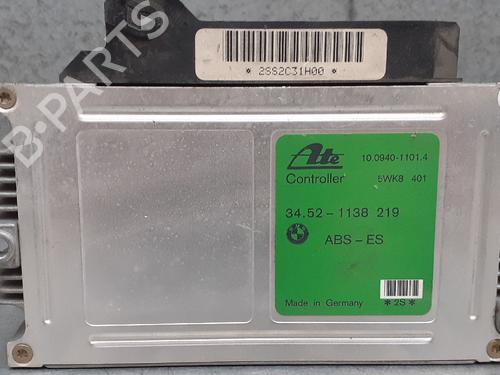 * 2SS2C31H00 *
B-PARTS
Ate
10.0940-1101.4
Controller
5WK8 401
34.52-1138 219
ABS-ES
Made in Germany
*2S*